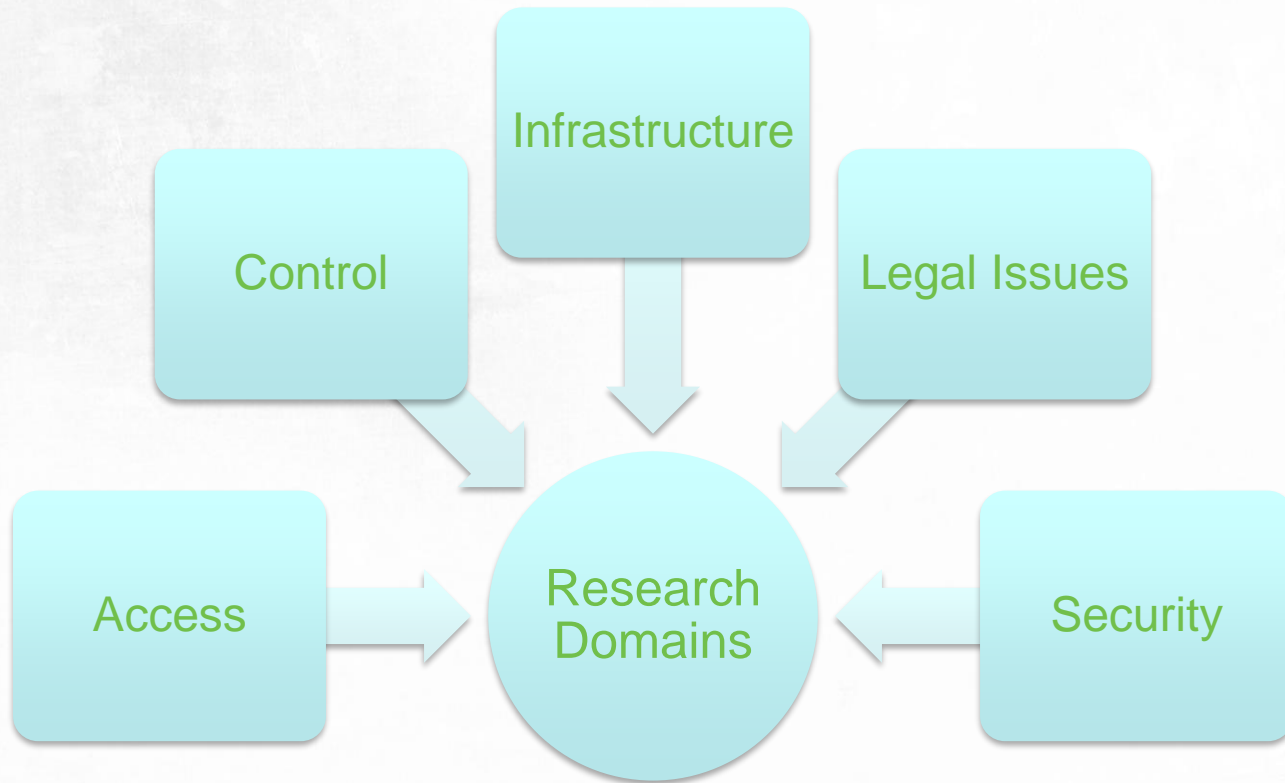 Infrastructure
Control
Legal Issues
Access
Research
Domains
Security